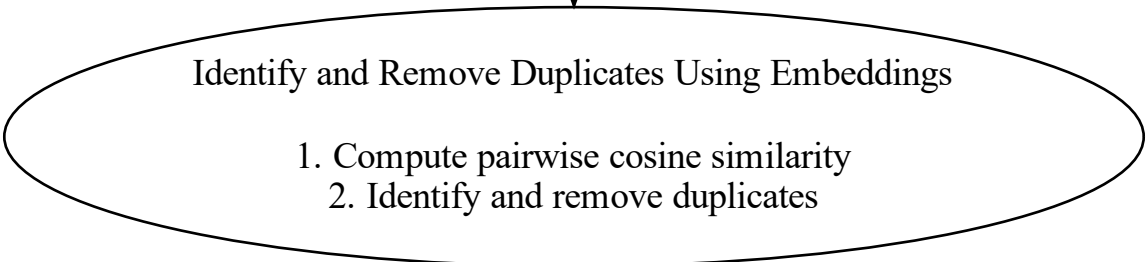 Identify and Remove Duplicates Using Embeddings
1. Compute pairwise cosine similarity
2. Identify and remove duplicates